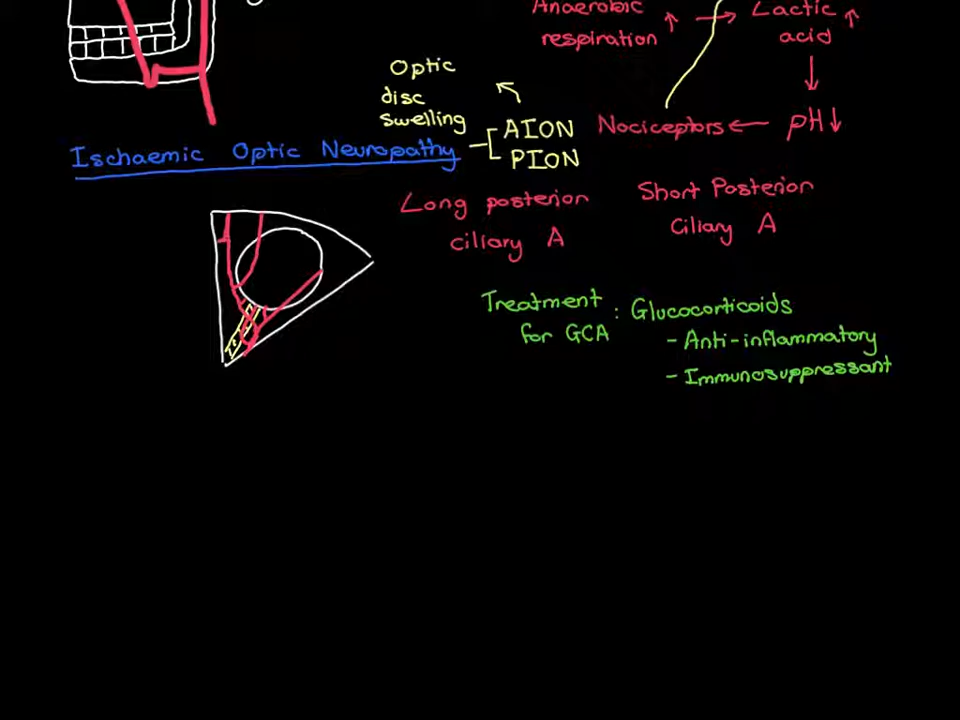 Anaerobic
respiration ↑ → Lactic
acid ↑
↓
pH↓
Nociceptors ←
Optic
disc
swelling
Ischaemic Optic Neuropathy
AION
PION
Long posterior
ciliary A
Short Posterior
Ciliary A
Treatment
for GCA
: Glucocorticoids
- Anti-inflammatory
- Immunosuppressant